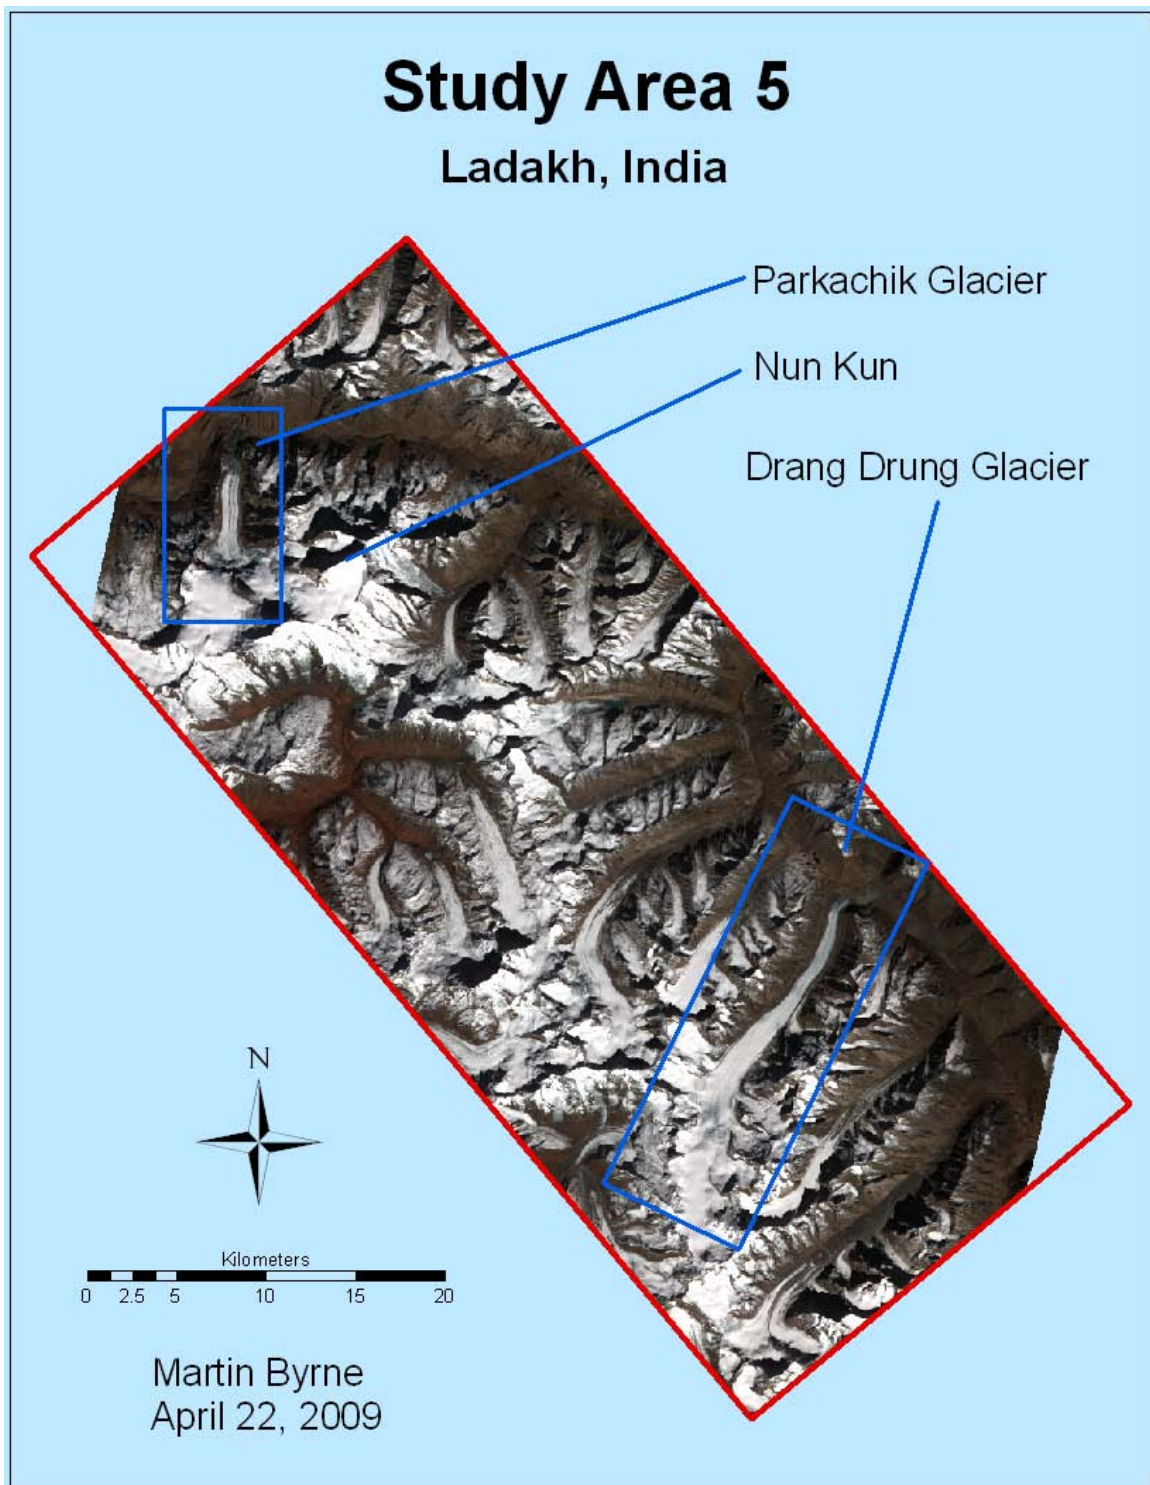 Study Area 5
Ladakh, India
Parkachik Glacier
Nun Kun
Drang Drung Glacier
N
Kilometers
0 2.5 5 10 15 20
Martin Byrne
April 22, 2009